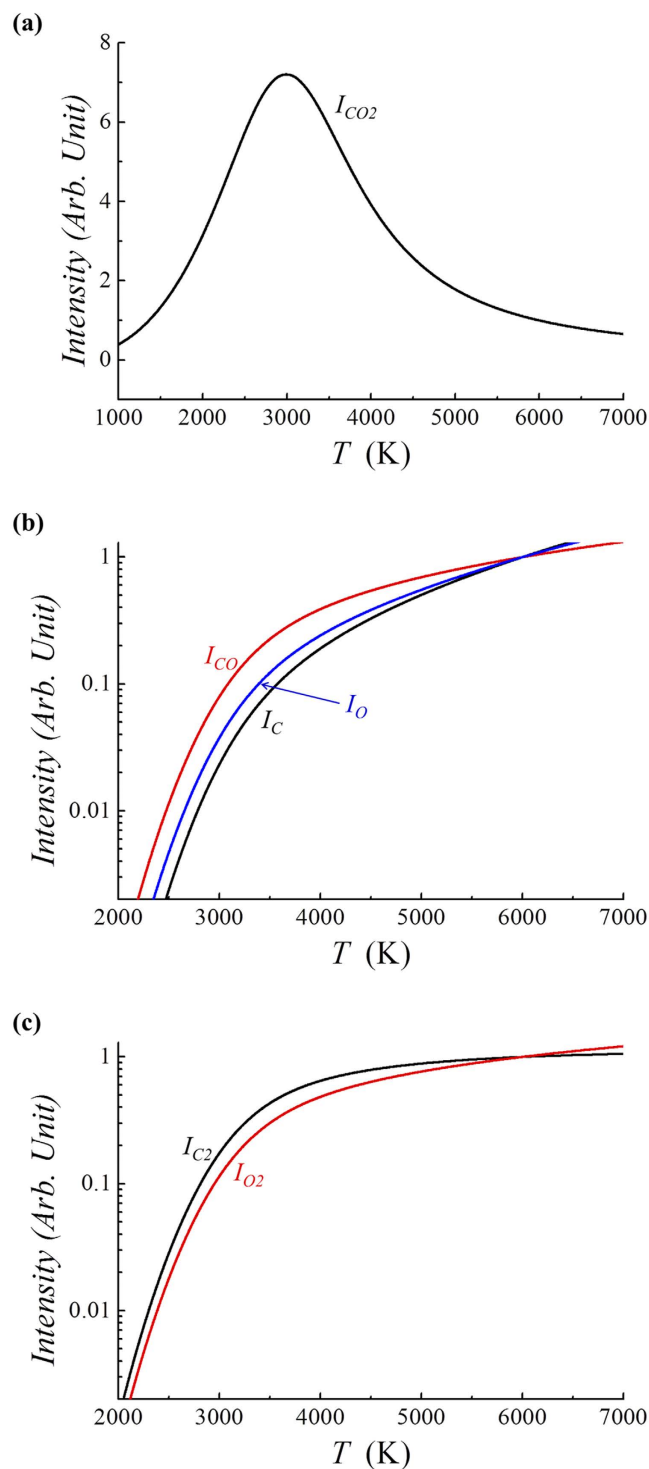 (a)
8
6
4
2
0
Intensity (Arb. Unit)
I_CO2
1000 2000 3000 4000 5000 6000 7000
T (K)
(b)
1
0.1
0.01
Intensity (Arb. Unit)
I_CO
I_O
I_C
2000 3000 4000 5000 6000 7000
T (K)
(c)
1
0.1
0.01
Intensity (Arb. Unit)
I_C2
I_O2
2000 3000 4000 5000 6000 7000
T (K)